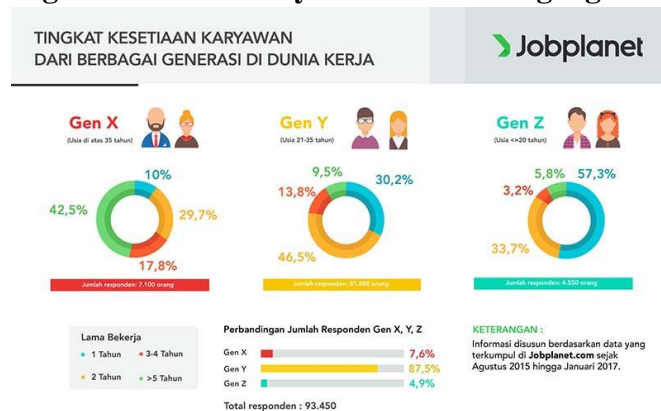 TINGKAT KESETIAAN KARYAWAN
DARI BERBAGAI GENERASI DI DUNIA KERJA
Jobplanet
Gen X
(Usia di atas 35 tahun)
Gen Y
(Usia 21-35 tahun)
Gen Z
(Usia <=20 tahun)
10%
29,7%
17,8%
42,5%
Jumlah responden: 7.100 orang
9,5%
30,2%
13,8%
46,5%
Jumlah responden: 81.800 orang
5,8%
57,3%
3,2%
33,7%
Jumlah responden: 4.550 orang
Lama Bekerja
1 Tahun
3-4 Tahun
2 Tahun
>5 Tahun
Perbandingan Jumlah Responden Gen X, Y, Z
Gen X
7,6%
Gen Y
87,5%
Gen Z
4,9%
Total responden : 93.450
KETERANGAN :
Informasi disusun berdasarkan data yang
terkumpul di Jobplanet.com sejak
Agustus 2015 hingga Januari 2017.